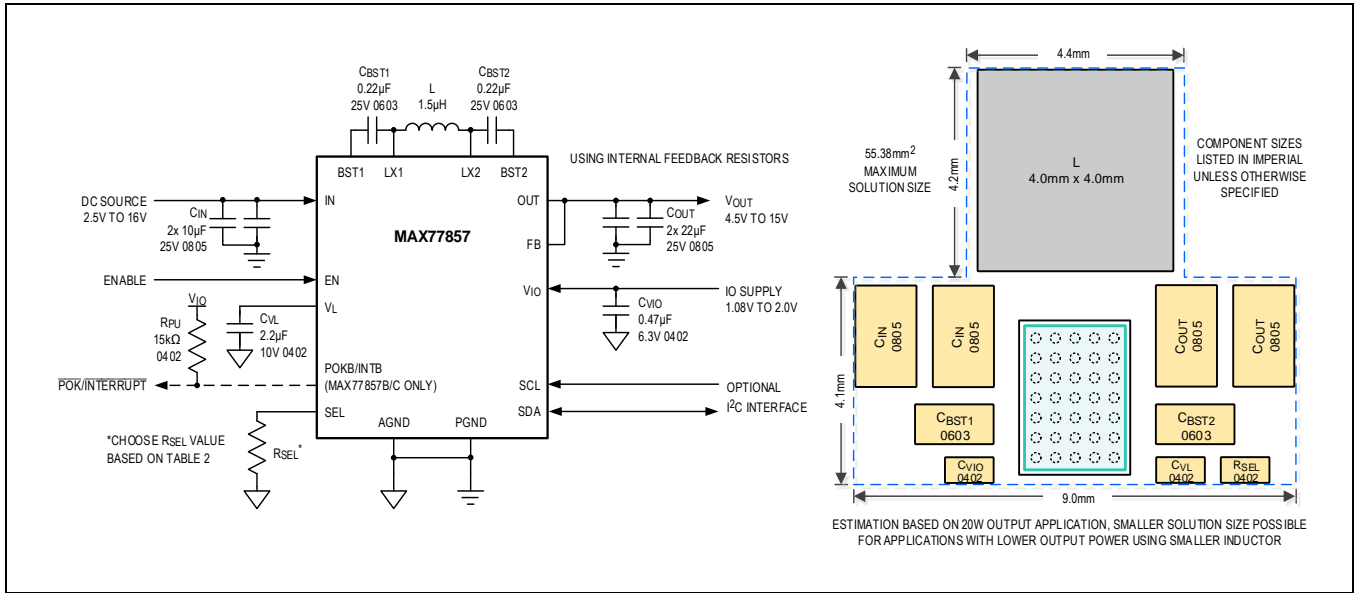 CBST1
0.22µF
25V 0603
L
1.5µH
CBST2
0.22µF
25V 0603
USING INTERNAL FEEDBACK RESISTORS
BST1
LX1
LX2
BST2
DC SOURCE
2.5V TO 16V
IN
CIN
2x 10µF
25V 0805
MAX77857
OUT
FB
VOUT
4.5V TO 15V
COUT
2x 22µF
25V 0805
ENABLE
EN
VIO
IO SUPPLY
1.08V TO 2.0V
CVIO
0.47µF
6.3V 0402
VL
CVL
2.2µF
10V 0402
VIO
RPU
15kΩ
0402
POK/INTERRUPT
POKB/INTB
(MAX77857B/C ONLY)
SCL
SDA
OPTIONAL
I2C INTERFACE
SEL
AGND
PGND
*CHOOSE RSEL VALUE
BASED ON TABLE 2
RSEL*
4.4mm
4.2mm
55.38mm2
MAXIMUM
SOLUTION SIZE
L
4.0mm x 4.0mm
COMPONENT SIZES
LISTED IN IMPERIAL
UNLESS OTHERWISE
SPECIFIED
4.1mm
CIN
0805
CIN
0805
COUT
0805
COUT
0805
CBST1
0603
CBST2
0603
CVIO
0402
CVL
0402
RSEL
0402
9.0mm
ESTIMATION BASED ON 20W OUTPUT APPLICATION, SMALLER SOLUTION SIZE POSSIBLE
FOR APPLICATIONS WITH LOWER OUTPUT POWER USING SMALLER INDUCTOR